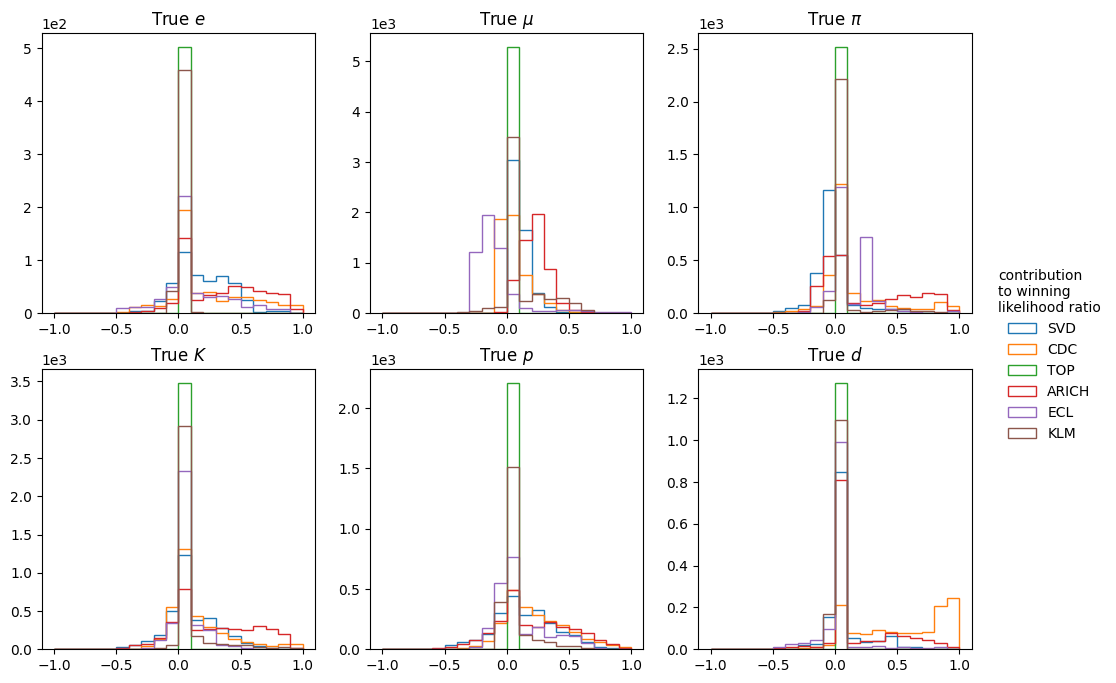 True e
True μ
True π
1e2
1e3
1e3
5
4
3
2
1
0
5
4
3
2
1
0
2.5
2.0
1.5
1.0
0.5
0.0
−1.0 −0.5 0.0 0.5 1.0
−1.0 −0.5 0.0 0.5 1.0
−1.0 −0.5 0.0 0.5 1.0
True K
True p
True d
1e3
1e3
1e3
3.5
3.0
2.5
2.0
1.5
1.0
0.5
0.0
2.0
1.5
1.0
0.5
0.0
1.2
1.0
0.8
0.6
0.4
0.2
0.0
−1.0 −0.5 0.0 0.5 1.0
−1.0 −0.5 0.0 0.5 1.0
−1.0 −0.5 0.0 0.5 1.0
contribution
to winning
likelihood ratio
SVD
CDC
TOP
ARICH
ECL
KLM